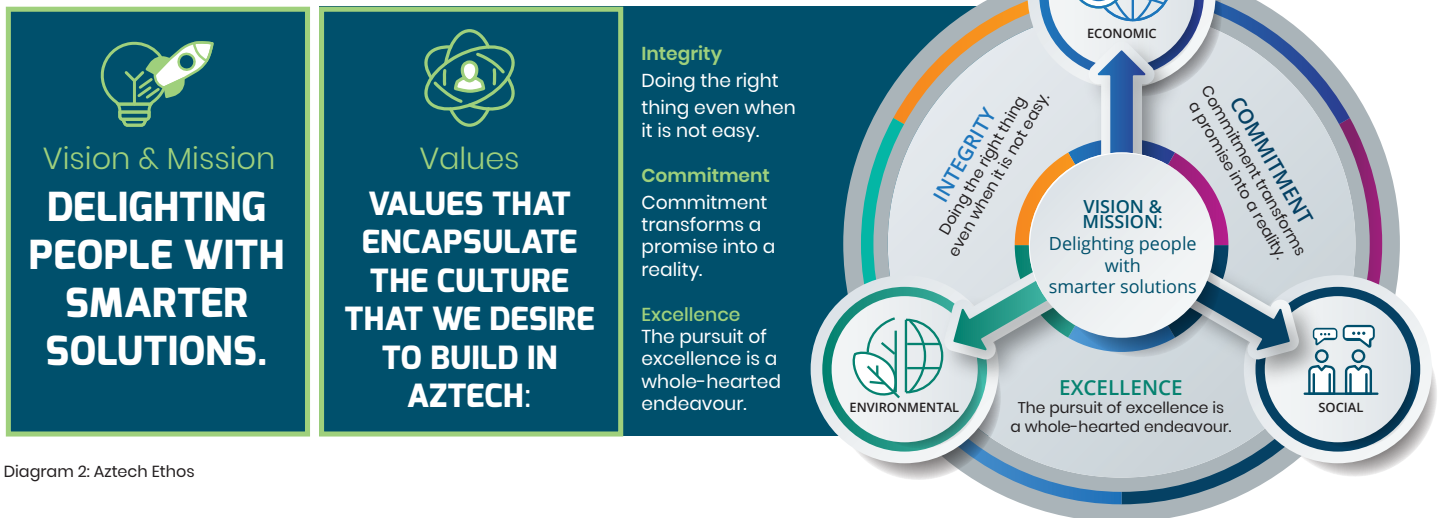 Vision & Mission
DELIGHTING
PEOPLE WITH
SMARTER
SOLUTIONS.
Values
VALUES THAT
ENCAPSULATE
THE CULTURE
THAT WE DESIRE
TO BUILD IN
AZTECH:
Integrity
Doing the right
thing even when
it is not easy.
Commitment
Commitment
transforms a
promise into a
reality.
Excellence
The pursuit of
excellence is a
whole-hearted
endeavour.
ECONOMIC
INTEGRITY
Doing the right thing
even when it is not easy.
COMMITMENT
Commitment transforms
a promise into a reality.
VISION &
MISSION:
Delighting people
with
smarter solutions
ENVIRONMENTAL
EXCELLENCE
The pursuit of excellence is
a whole-hearted endeavour.
SOCIAL
Diagram 2: Aztech Ethos